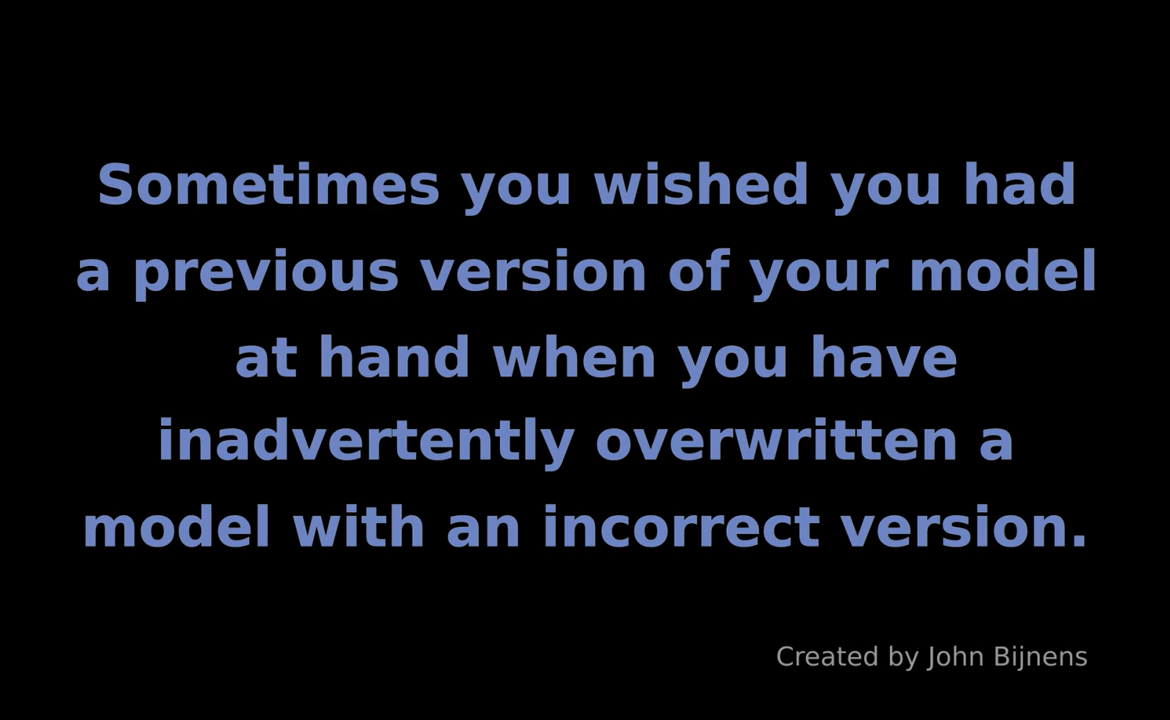 Sometimes you wished you had
a previous version of your model
at hand when you have
inadvertently overwritten a
model with an incorrect version.
Created by John Bijnens